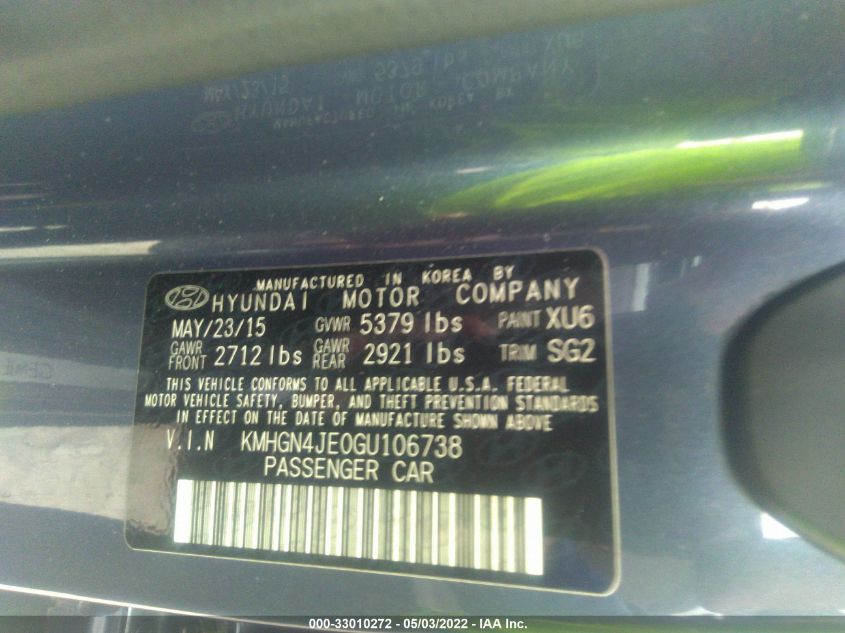 MANUFACTURED IN KOREA BY
HYUNDAI MOTOR COMPANY
MAY/23/15 GVWR 5379 lbs PAINT XU6
GAWR FRONT 2712 lbs GAWR REAR 2921 lbs TRIM SG2
THIS VEHICLE CONFORMS TO ALL APPLICABLE U.S.A. FEDERAL
MOTOR VEHICLE SAFETY, BUMPER, AND THEFT PREVENTION STANDARDS
IN EFFECT ON THE DATE OF MANUFACTURE SHOWN ABOVE
V.I.N KMHGN4JE0GU106738
PASSENGER CAR
000-33010272 - 05/03/2022 - IAA Inc.